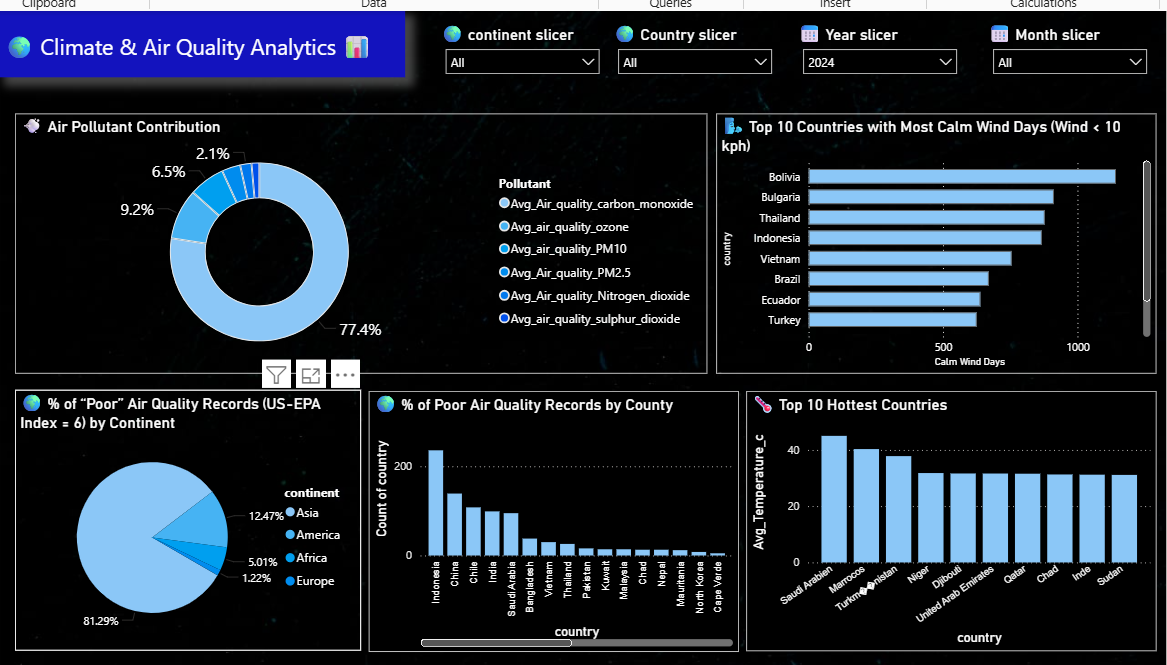 Clipboard
Data
Queries
Insert
Calculations
Climate & Air Quality Analytics
continent slicer
All
Country slicer
All
Year slicer
2024
Month slicer
All
Air Pollutant Contribution
2.1%
6.5%
9.2%
77.4%
Pollutant
Avg_Air_quality_carbon_monoxide
Avg_air_quality_ozone
Avg_air_quality_PM10
Avg_Air_quality_PM2.5
Avg_Air_quality_Nitrogen_dioxide
Avg_air_quality_sulphur_dioxide
Top 10 Countries with Most Calm Wind Days (Wind < 10
kph)
country
Bolivia
Bulgaria
Thailand
Indonesia
Vietnam
Brazil
Ecuador
Turkey
0
500
1000
Calm Wind Days
% of “Poor” Air Quality Records (US-EPA
Index = 6) by Continent
12.47%
5.01%
1.22%
81.29%
continent
Asia
America
Africa
Europe
% of Poor Air Quality Records by County
Count of country
200
0
Indonesia
China
Chile
India
Saudi Arabia
Bangladesh
Vietnam
Thailand
Pakistan
Kuwait
Malaysia
Chad
Nepal
Mauritania
North Korea
Cape Verde
country
Top 10 Hottest Countries
Avg_Temperature_c
40
20
0
Saudi Arabien
Marrocos
Turkm��nistan
Niger
Djibouti
United Arab Emirates
Qatar
Chad
Inde
Sudan
country